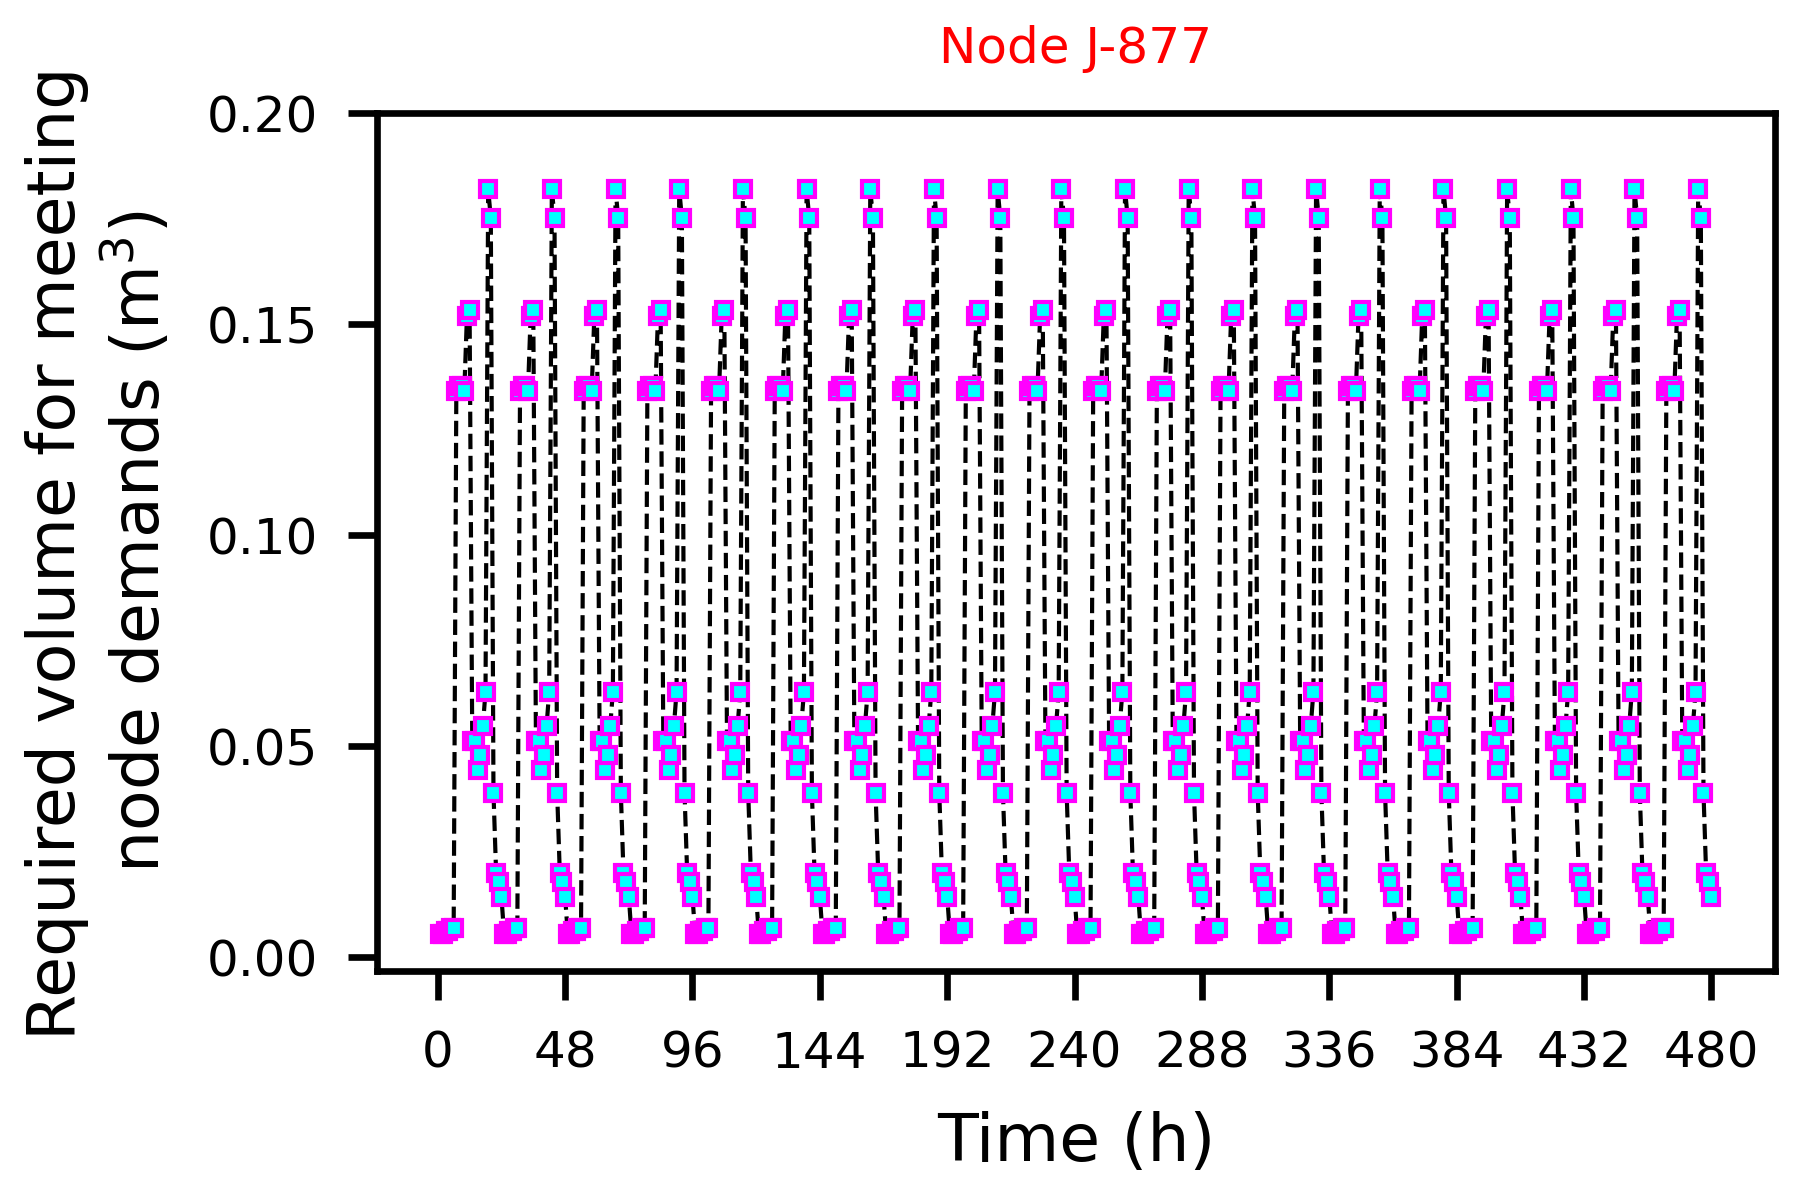 Node J-877
Required volume for meeting
node demands (m³)
0.20
0.15
0.10
0.05
0.00
0 48 96 144 192 240 288 336 384 432 480
Time (h)